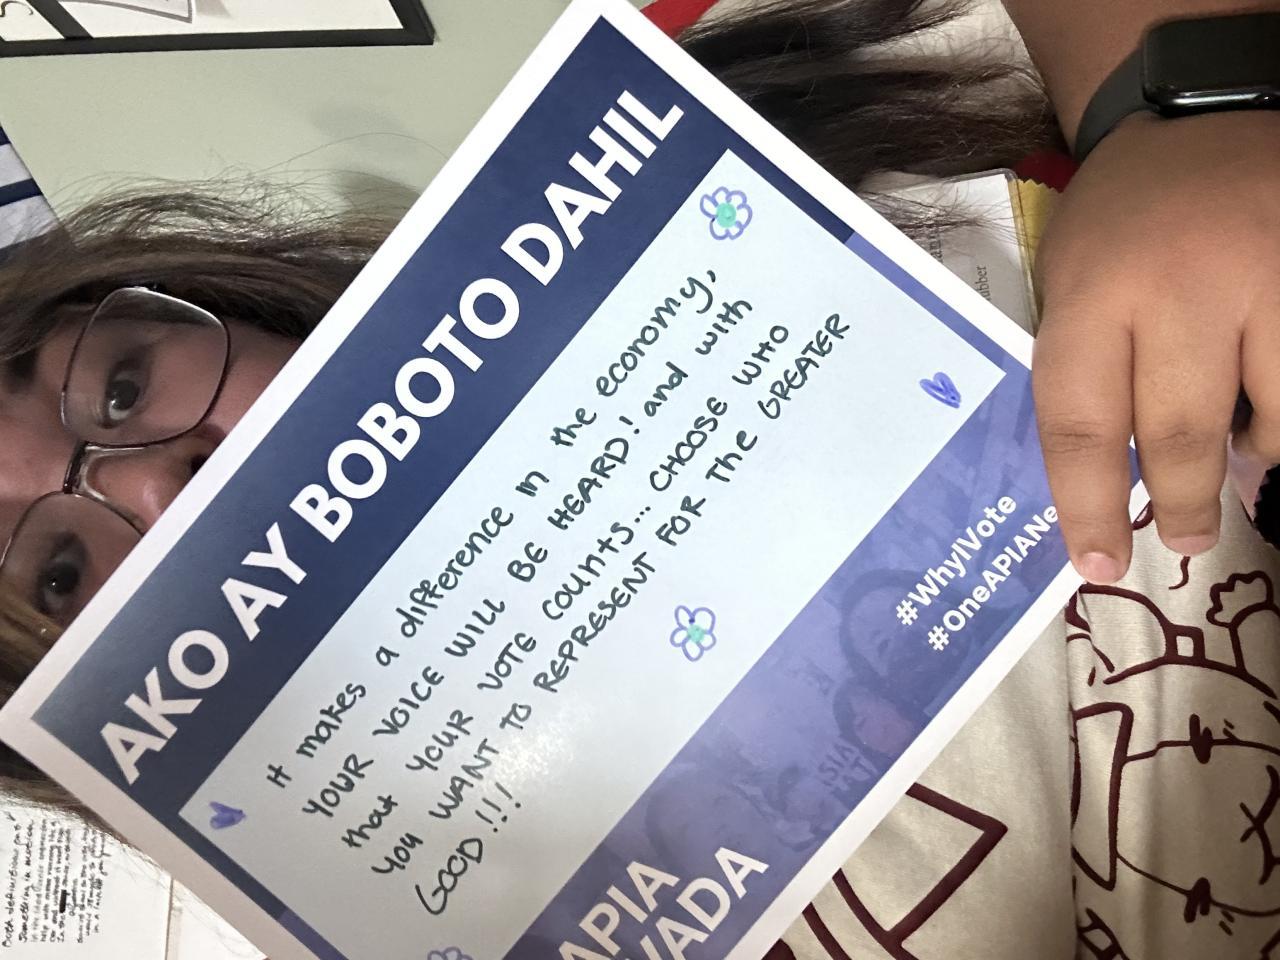 AKO AY BOBOTO DAHIL
It makes a difference in the economy,
YOUR VOICE WILL BE HEARD! and with
that YOUR VOTE COUNTS... CHOOSE WHO
YOU WANT TO REPRESENT FOR THE GREATER
GOOD!!!
#WhyIVote
#OneAPIANe
APIA
VADA